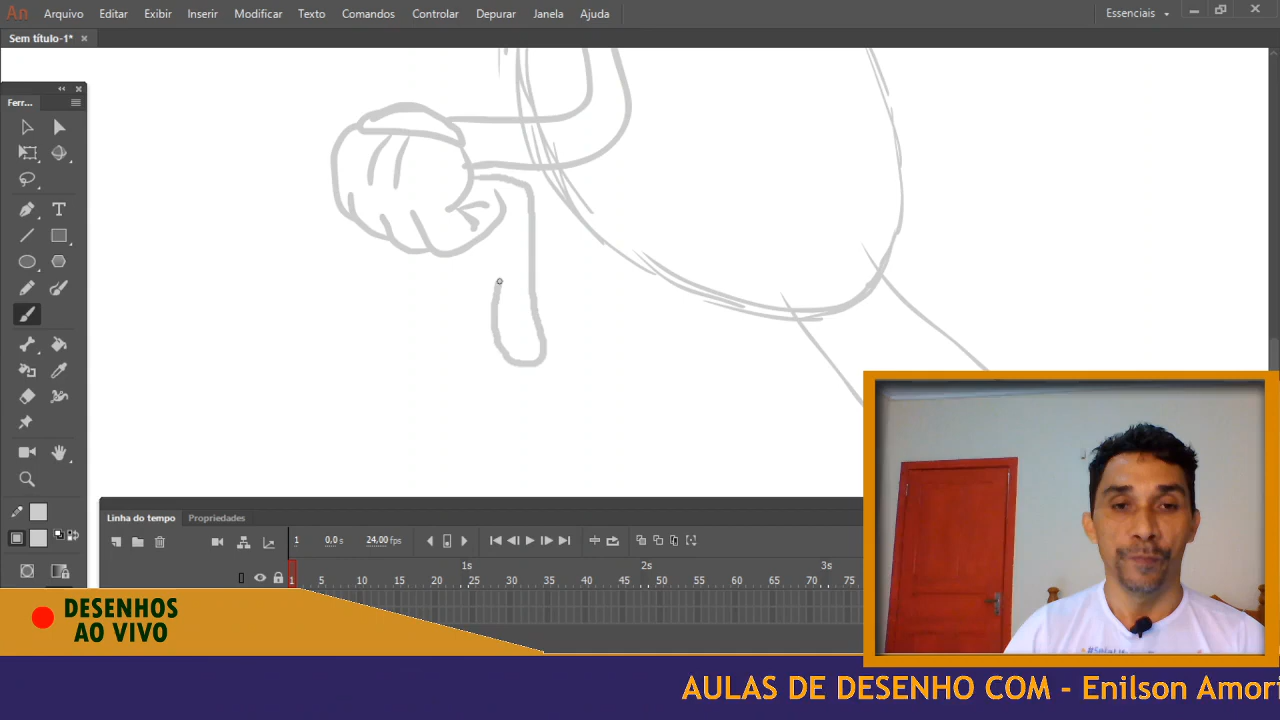 An Arquivo Editar Exibir Inserir Modificar Texto Comandos Controlar Depurar Janela Ajuda Essenciais
Sem título-1* ×
Ferr...
T
Linha do tempo Propriedades
1 0,0 s 24,00 fps
1s 2s 3s
1 5 10 15 20 25 30 35 40 45 50 55 60 65 70 75
DESENHOS
AO VIVO
AULAS DE DESENHO COM - Enilson Amori